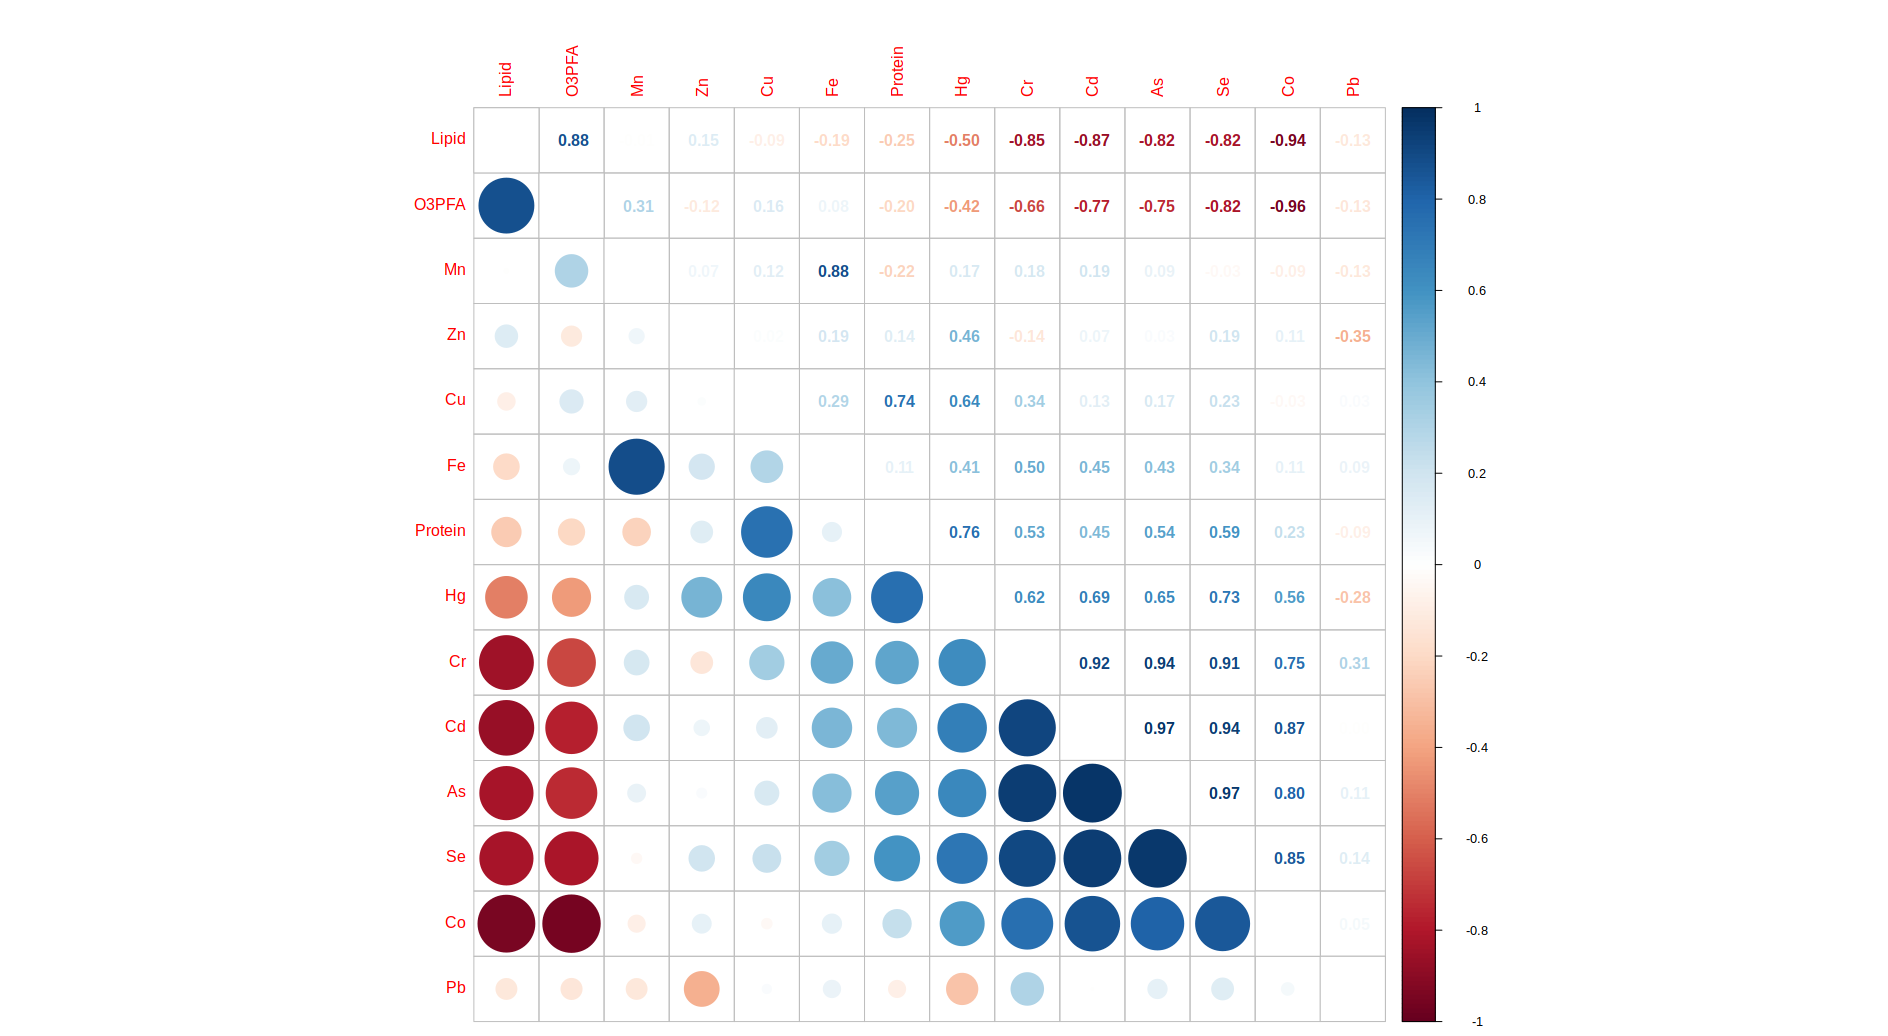 Lipid O3PFA Mn Zn Cu Fe Protein Hg Cr Cd As Se Co Pb
Lipid 0.88 0.15 -0.09 -0.19 -0.25 -0.50 -0.85 -0.87 -0.82 -0.82 -0.94 -0.13 1
O3PFA 0.31 -0.12 0.16 0.08 -0.20 -0.42 -0.66 -0.77 -0.75 -0.82 -0.96 -0.13 0.8
Mn 0.07 0.12 0.88 -0.22 0.17 0.18 0.19 0.09 -0.03 -0.09 -0.13 0.6
Zn 0.19 0.14 0.46 -0.14 0.07 0.19 0.11 -0.35
Cu 0.29 0.74 0.64 0.34 0.13 0.17 0.23 -0.03 0.4
Fe 0.11 0.41 0.50 0.45 0.43 0.34 0.11 0.09 0.2
Protein 0.76 0.53 0.45 0.54 0.59 0.23 -0.09 0
Hg 0.62 0.69 0.65 0.73 0.56 -0.28
Cr 0.92 0.94 0.91 0.75 0.31 -0.2
Cd 0.97 0.94 0.87 -0.4
As 0.97 0.80 0.11
Se 0.85 0.14 -0.6
Co 0.05 -0.8
Pb -1